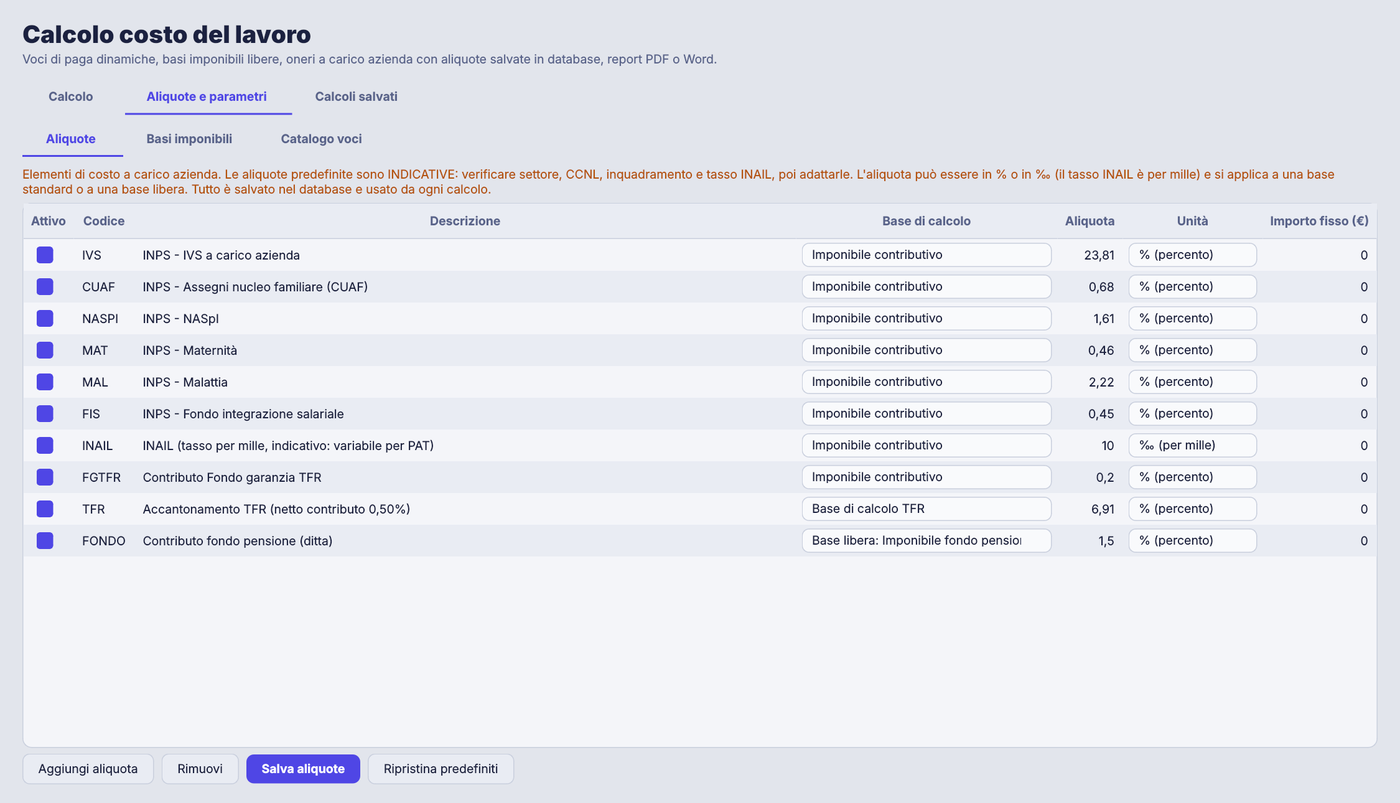 Calcolo costo del lavoro
Voci di paga dinamiche, basi imponibili libere, oneri a carico azienda con aliquote salvate in database, report PDF o Word.
Calcolo Aliquote e parametri Calcoli salvati
Aliquote Basi imponibili Catalogo voci
Elementi di costo a carico azienda. Le aliquote predefinite sono INDICATIVE: verificare settore, CCNL, inquadramento e tasso INAIL, poi adattarle. L'aliquota può essere in % o in ‰ (il tasso INAIL è per mille) e si applica a una base
standard o a una base libera. Tutto è salvato nel database e usato da ogni calcolo.
Attivo Codice Descrizione Base di calcolo Aliquota Unità Importo fisso (€)
IVS INPS - IVS a carico azienda Imponibile contributivo 23,81 % (percento) 0
CUAF INPS - Assegni nucleo familiare (CUAF) Imponibile contributivo 0,68 % (percento) 0
NASPI INPS - NASpI Imponibile contributivo 1,61 % (percento) 0
MAT INPS - Maternità Imponibile contributivo 0,46 % (percento) 0
MAL INPS - Malattia Imponibile contributivo 2,22 % (percento) 0
FIS INPS - Fondo integrazione salariale Imponibile contributivo 0,45 % (percento) 0
INAIL INAIL (tasso per mille, indicativo: variabile per PAT) Imponibile contributivo 10 ‰ (per mille) 0
FGTFR Contributo Fondo garanzia TFR Imponibile contributivo 0,2 % (percento) 0
TFR Accantonamento TFR (netto contributo 0,50%) Base di calcolo TFR 6,91 % (percento) 0
FONDO Contributo fondo pensione (ditta) Base libera: Imponibile fondo pensio 1,5 % (percento) 0
Aggiungi aliquota Rimuovi Salva aliquote Ripristina predefiniti